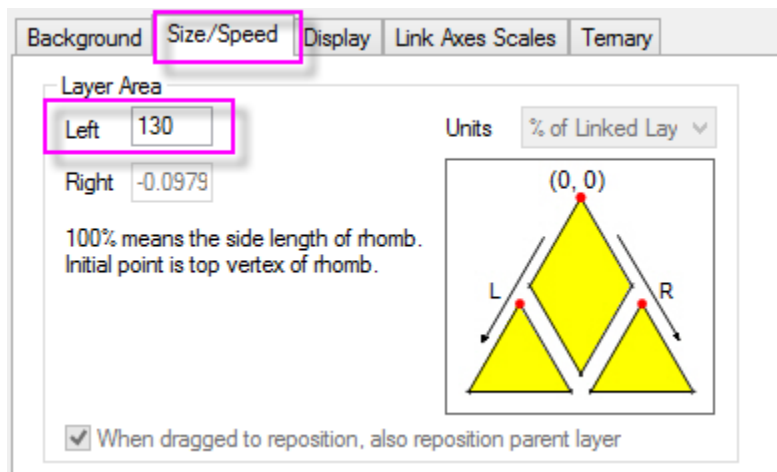 Background Size/Speed Display Link Axes Scales Ternary
Layer Area
Left 130 Units % of Linked Lay
Right -0.0979
(0, 0)
100% means the side length of rhomb.
Initial point is top vertex of rhomb.
L R
When dragged to reposition, also reposition parent layer